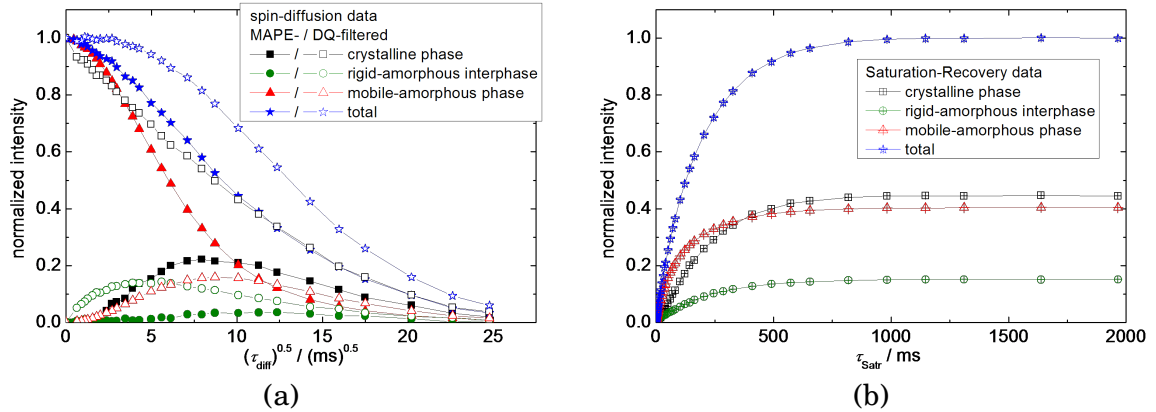 spin-diffusion data
MAPE- / DQ-filtered
/ crystalline phase
/ rigid-amorphous interphase
/ mobile-amorphous phase
/ total
normalized intensity
1.0
0.8
0.6
0.4
0.2
0.0
0 5 10 15 20 25
(τdiff)^0.5 / (ms)^0.5
(a)
Saturation-Recovery data
crystalline phase
rigid-amorphous interphase
mobile-amorphous phase
total
normalized intensity
1.0
0.8
0.6
0.4
0.2
0.0
0 500 1000 1500 2000
τSatr / ms
(b)